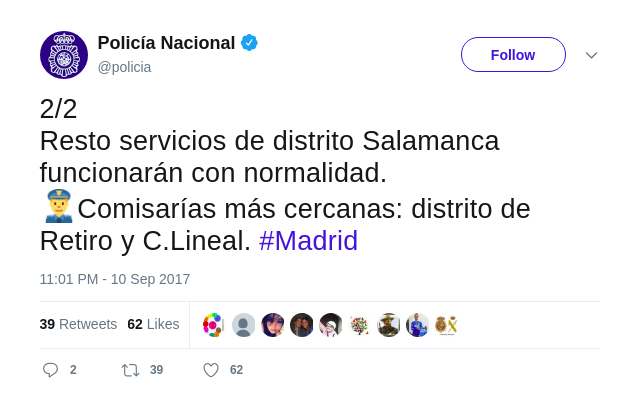 Policía Nacional
@policia
Follow
2/2
Resto servicios de distrito Salamanca
funcionarán con normalidad.
Comisarías más cercanas: distrito de
Retiro y C.Lineal. #Madrid
11:01 PM - 10 Sep 2017
39 Retweets 62 Likes
2 39 62